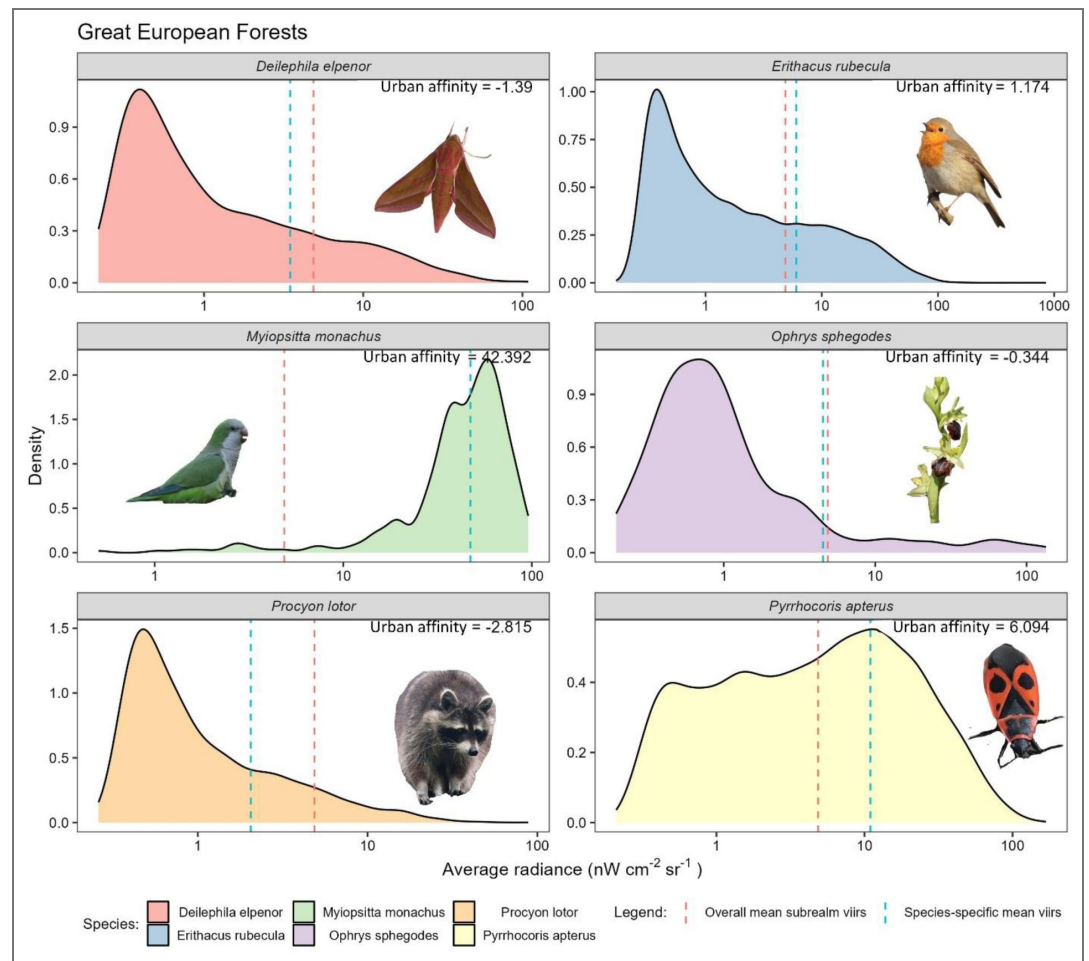 Great European Forests
Deilephila elpenor
Urban affinity = -1.39
0.9
0.6
0.3
0.0
1
10
100
Erithacus rubecula
Urban affinity = 1.174
1.00
0.75
0.50
0.25
0.00
1
10
100
1000
Myiopsitta monachus
Urban affinity = 42.392
2.0
1.5
1.0
0.5
0.0
1
10
100
Ophrys sphegodes
Urban affinity = -0.344
0.9
0.6
0.3
0.0
1
10
100
Density
Procyon lotor
Urban affinity = -2.815
1.5
1.0
0.5
0.0
1
10
100
Pyrrhocoris apterus
Urban affinity = 6.094
0.4
0.2
0.0
1
10
100
Average radiance (nW cm⁻² sr⁻¹ )
Species:
Deilephila elpenor
Myiopsitta monachus
Procyon lotor
Erithacus rubecula
Ophrys sphegodes
Pyrrhocoris apterus
Legend:
Overall mean subrealm viirs
Species-specific mean viirs